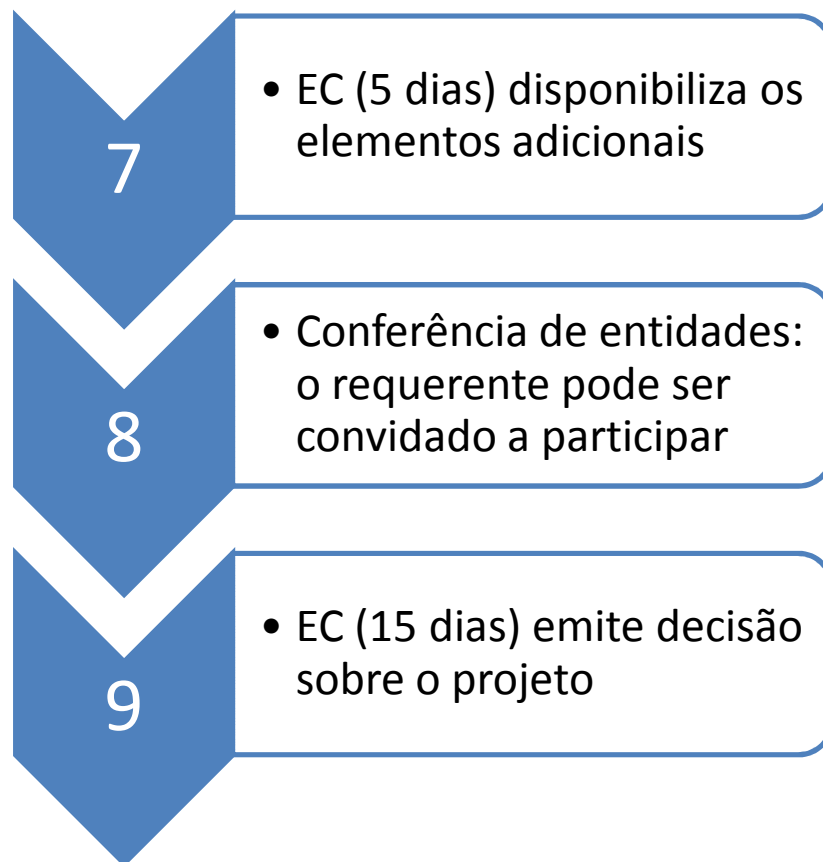 7
• EC (5 dias) disponibiliza os
elementos adicionais
8
• Conferência de entidades:
o requerente pode ser
convidado a participar
9
• EC (15 dias) emite decisão
sobre o projeto